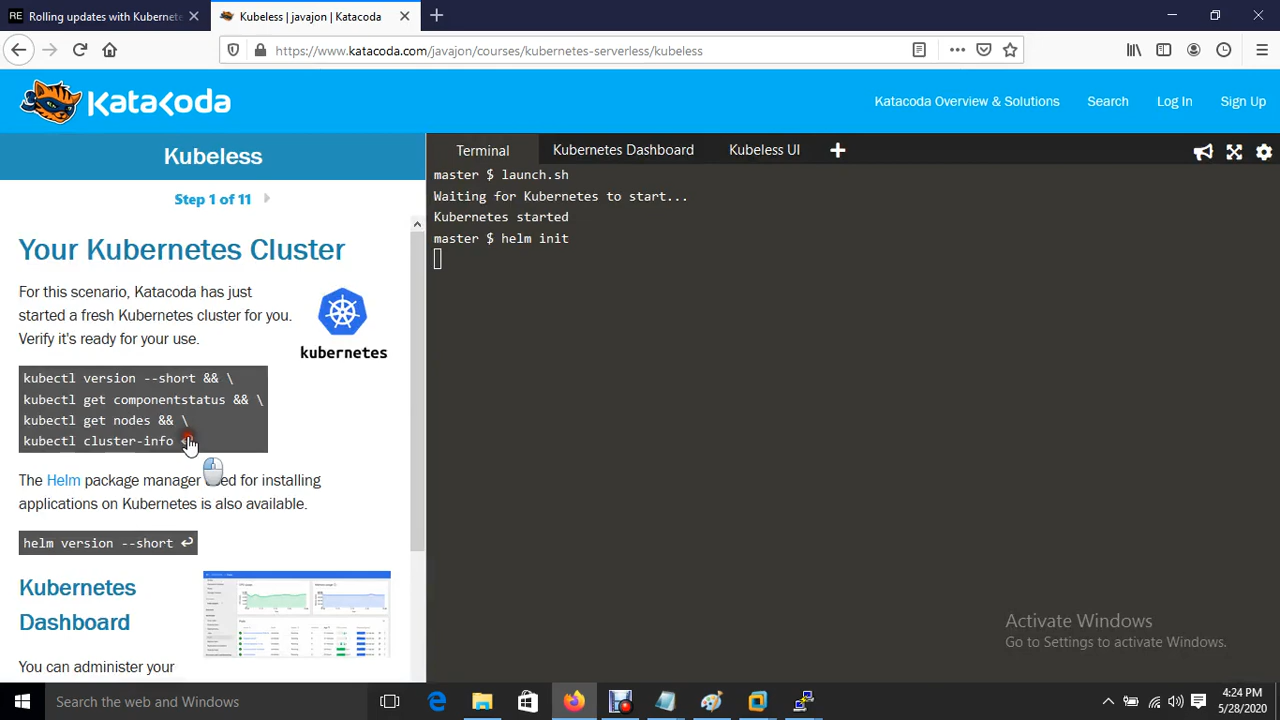 Rolling updates with Kubernete
Kubeless | javajon | Katacoda
https://www.katacoda.com/javajon/courses/kubernetes-serverless/kubeless
Katacoda
Katacoda Overview & Solutions
Search
Log In
Sign Up
Kubeless
Step 1 of 11
Terminal
Kubernetes Dashboard
Kubeless UI
master $ launch.sh
Waiting for Kubernetes to start...
Kubernetes started
master $ helm init
Your Kubernetes Cluster
For this scenario, Katacoda has just
started a fresh Kubernetes cluster for you.
Verify it's ready for your use.
kubernetes
kubectl version --short && \
kubectl get componentstatus && \
kubectl get nodes && \
kubectl cluster-info
The Helm package manager used for installing
applications on Kubernetes is also available.
helm version --short
Kubernetes
Dashboard
You can administer your
Activate Windows
Go to Settings to activate Windows.
Search the web and Windows
4:24 PM
5/28/2020